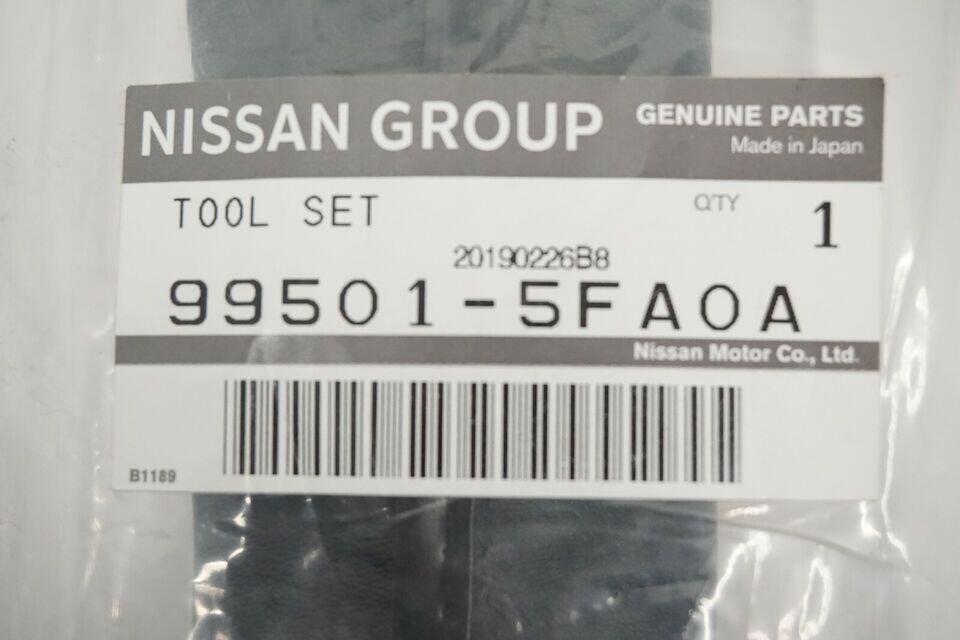 NISSAN GROUP
GENUINE PARTS
Made in Japan
TOOL SET
Q'TY
1
20190226B8
99501-5FA0A
Nissan Motor Co., Ltd.
B1189